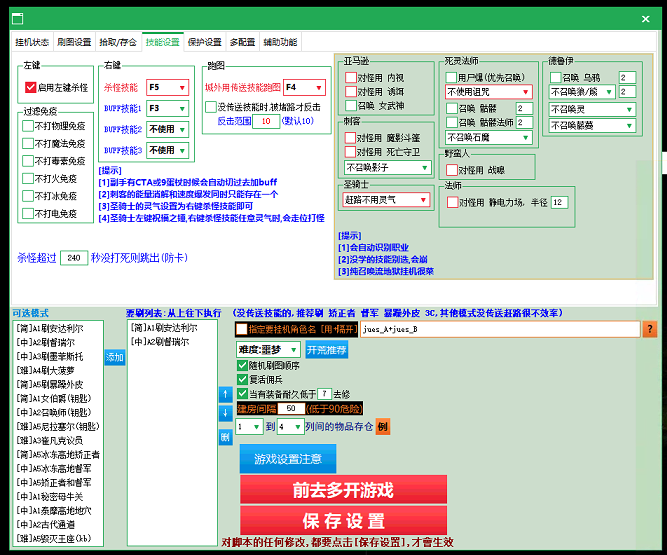 挂机状态 刷图设置 拾取/存仓 技能设置 保护设置 多配置 辅助功能
左键
启用左键杀怪
过滤免疫
不打物理免疫
不打魔法免疫
不打毒素免疫
不打火免疫
不打冰免疫
不打电免疫
右键
杀怪技能 F5
BUFF技能1 F3
BUFF技能2 不使用
BUFF技能3 不使用
跑图
城外用传送技能跑图 F4
没传送技能时,被堵路才反击
反击范围 10 (默认10)
[提示]
[1]副手有CTA或9蛋杖时候会自动切过去加buff
[2]刺客的能量消解和速度爆发同时只能存在一个
[3]圣骑士的灵气设置为右键杀怪技能即可
[4]圣骑士左键祝福之锤,右键杀怪技能任意灵气时,会走位打怪
杀怪超过 240 秒没打死则跳出(防卡)
亚马逊
对怪用 内视
对怪用 诱饵
召唤 女武神
刺客
对怪用 魔影斗篷
对怪用 死亡守卫
不召唤影子
圣骑士
赶路不用灵气
死灵法师
用尸爆(优先召唤)
不使用诅咒
召唤 骷髅 2
召唤 骷髅法师 2
不召唤石魔
野蛮人
对怪用 战嚎
法师
对怪用 静电力场. 半径 12
德鲁伊
召唤 乌鸦 2
不召唤狼/熊 2
不召唤灵
不召唤藤蔓
[提示]
[1]会自动识别职业
[2]没学的技能别选,会崩
[3]纯召唤流地狱挂机很菜
可选模式
[简]A1刷安达利尔
[中]A2刷督瑞尔
[中]A3刷墨菲斯托
[难]A4刷大菠萝
[简]A5刷暴躁外皮
[简]A1女伯爵(钥匙)
[中]A2召唤师(钥匙)
[难]A5尼拉塞尔(钥匙)
[难]A3崔凡克议员
[简]A5冰东高地矫正者
[中]A5冰东高地督军
[中]A5矫正者和督军
[中]A1秘密母牛关
[中]A1泰摩高地地穴
[中]A2古代通道
[难]A5毁灭王座(kb)
添加
要刷列表:从上往下执行 (没传送技能的,推荐刷 矫正者 督军 暴躁外皮 3C,其他模式没传送赶路很不效率)
[简]A1刷安达利尔
[中]A2刷督瑞尔
↑
↓
删
指定要挂机角色名 [用+隔开] jues_A+jues_B ?
难度:噩梦 开荒推荐
随机刷图顺序
复活佣兵
当有装备耐久低于 7 去修
建房间隔 50 (低于90危险)
1 到 4 列间的物品存仓 例
游戏设置注意
前去多开游戏
保存设置
对脚本的任何修改,都要点击[保存设置],才会生效